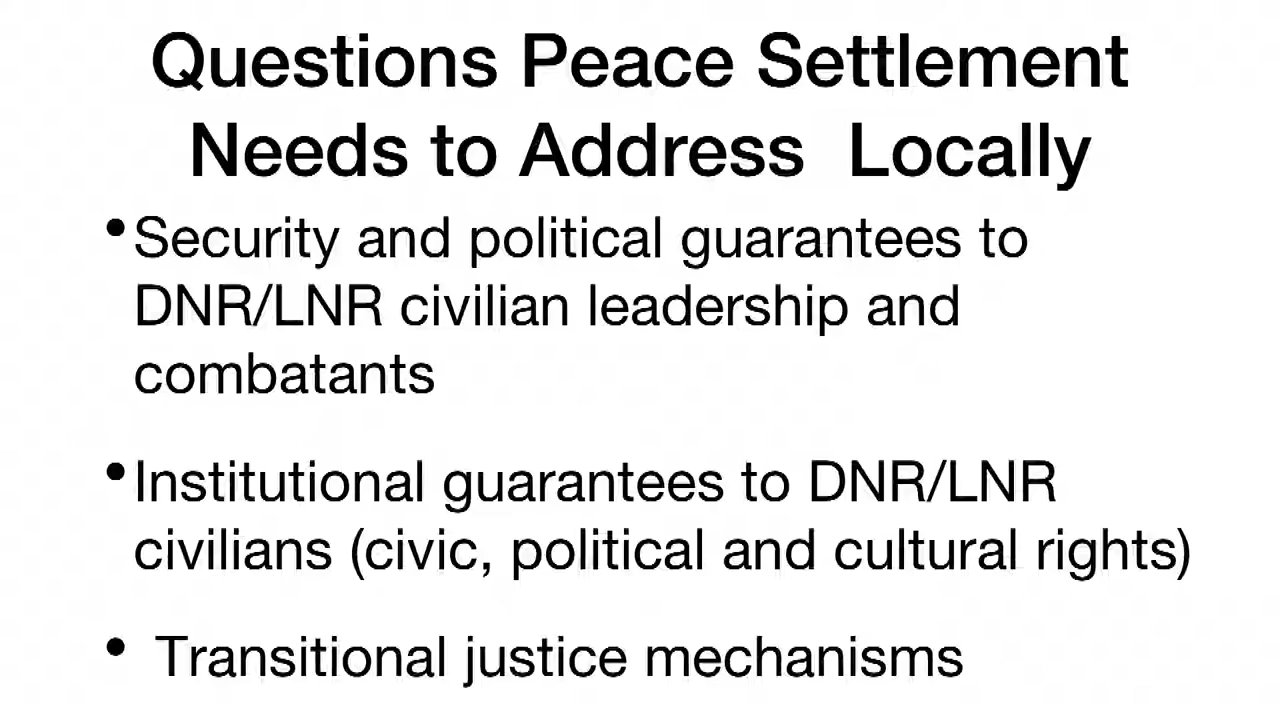 Questions Peace Settlement
Needs to Address  Locally
•Security and political guarantees to
DNR/LNR civilian leadership and
combatants
•Institutional guarantees to DNR/LNR
civilians (civic, political and cultural rights)
• Transitional justice mechanisms